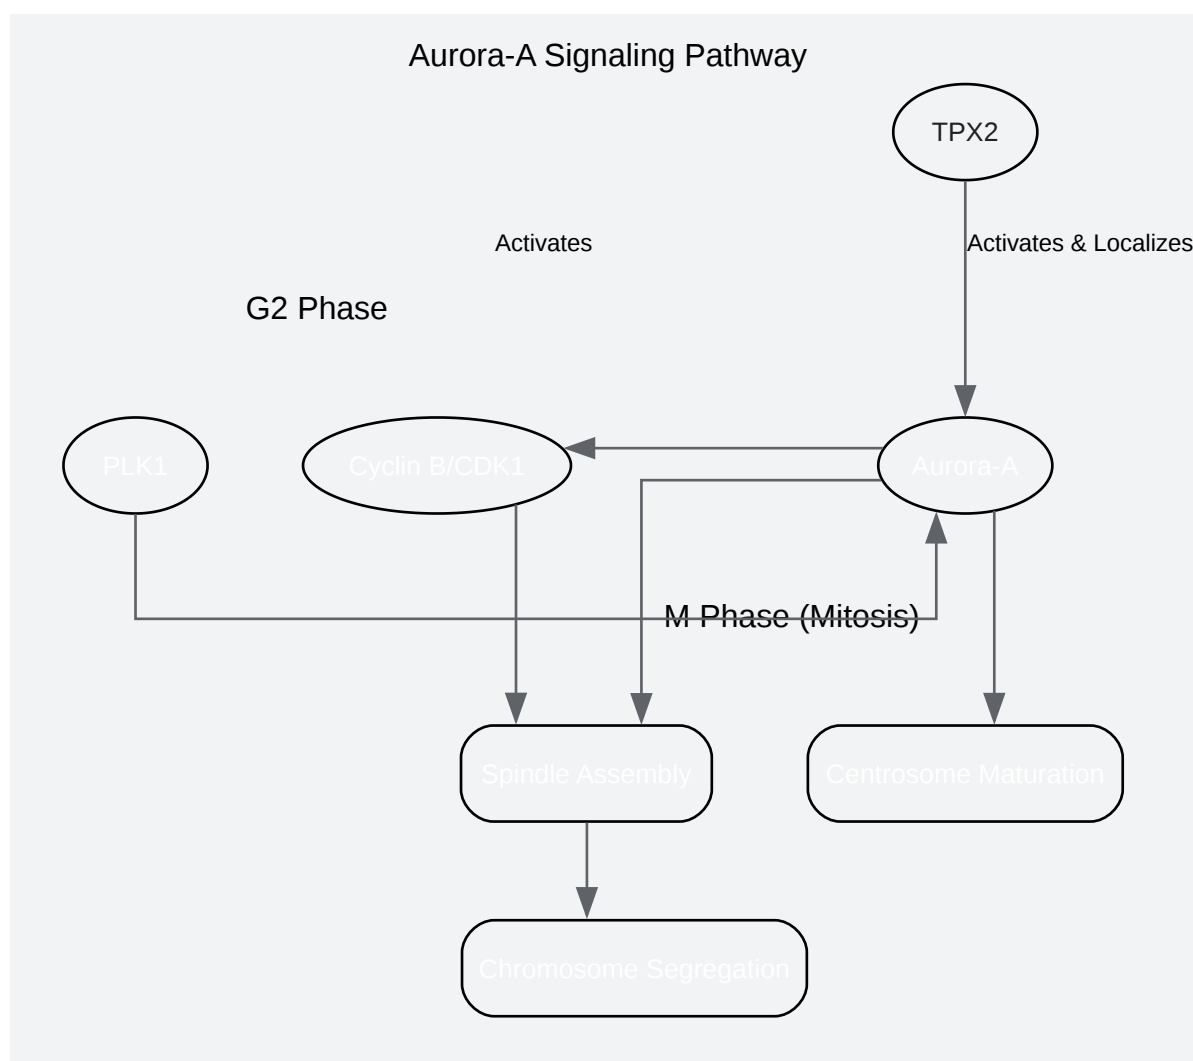 Aurora-A Signaling Pathway
TPX2
Activates
Activates & Localizes
G2 Phase
PLK1
Cyclin B/CDK1
Aurora-A
M Phase (Mitosis)
Spindle Assembly
Centrosome Maturation
Chromosome Segregation